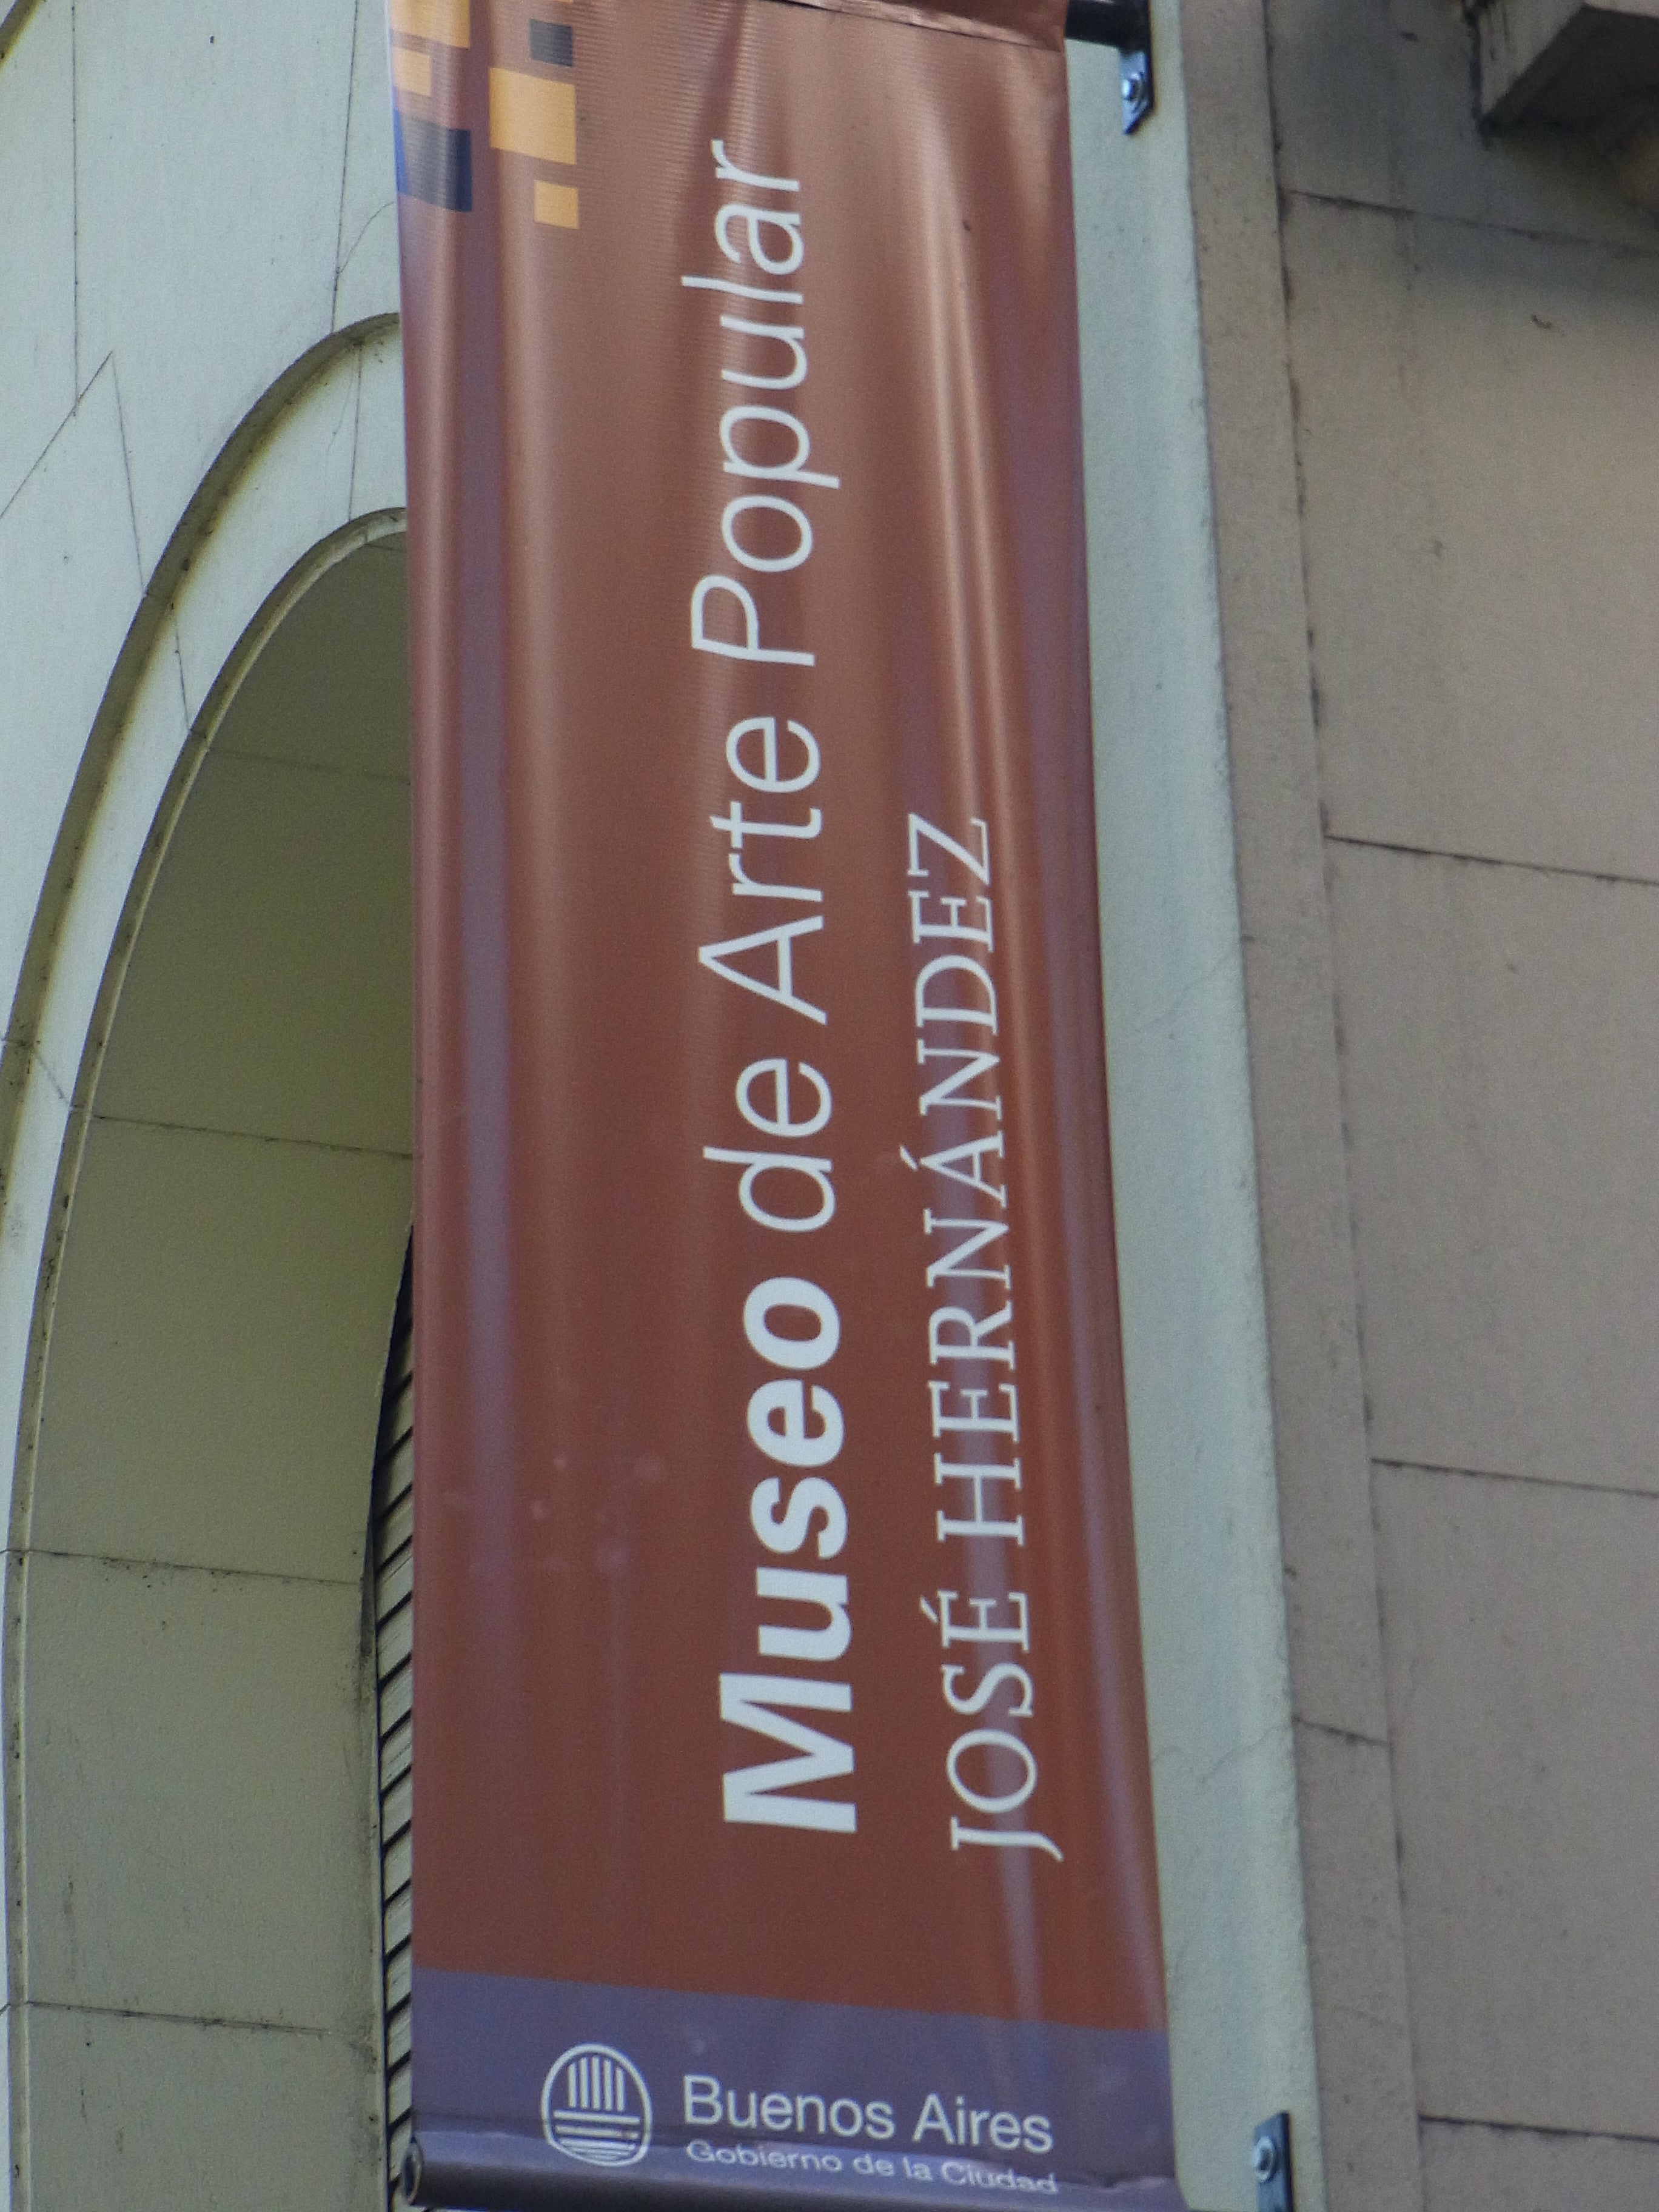 Museo de Arte Popular
JOSÉ HERNÁNDEZ
Buenos Aires
Gobierno de la Ciudad